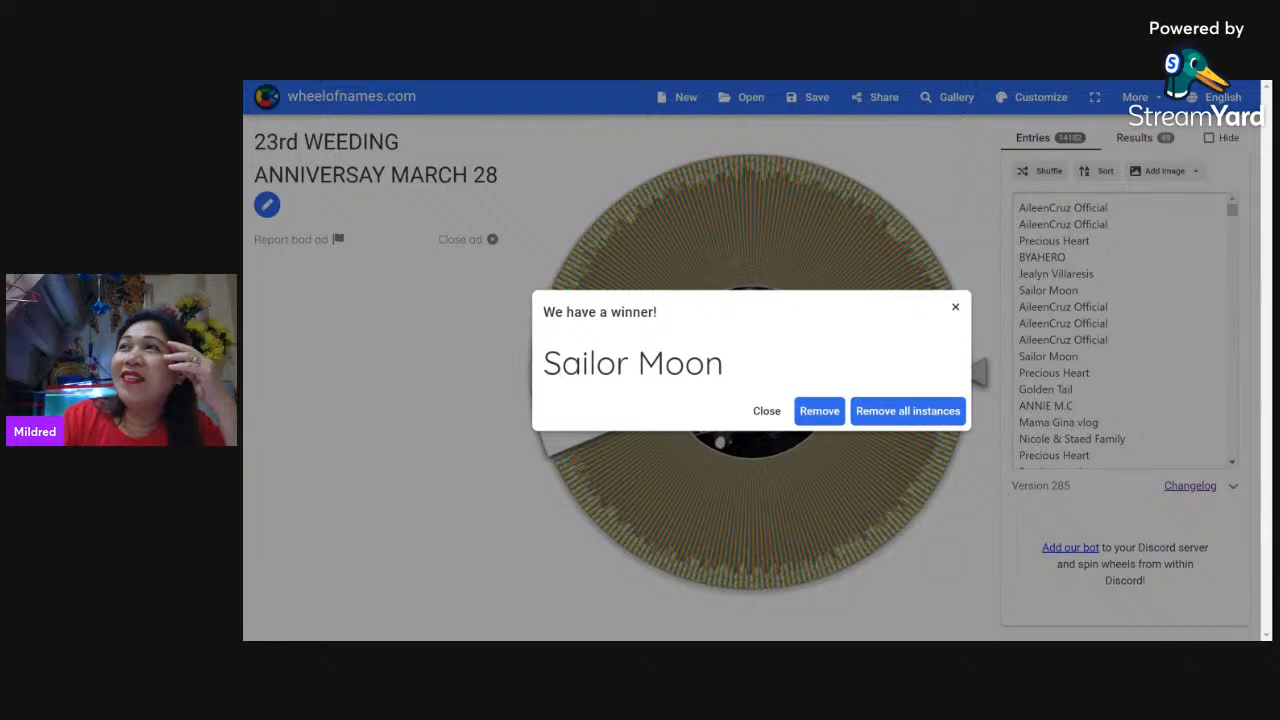 Powered by
StreamYard
wheelofnames.com
New
Open
Save
Share
Gallery
Customize
More
English
23rd WEEDING
ANNIVERSAY MARCH 28
Report bad ad
Close ad
Mildred
We have a winner!
Sailor Moon
Close
Remove
Remove all instances
Entries 14182
Results 49
Hide
Shuffle
Sort
Add Image
AileenCruz Official
AileenCruz Official
Precious Heart
BYAHERO
Jealyn Villaresis
Sailor Moon
AileenCruz Official
AileenCruz Official
AileenCruz Official
Sailor Moon
Precious Heart
Golden Tail
ANNIE M.C
Mama Gina vlog
Nicole & Staed Family
Precious Heart
Version 285
Changelog
Add our bot to your Discord server
and spin wheels from within
Discord!